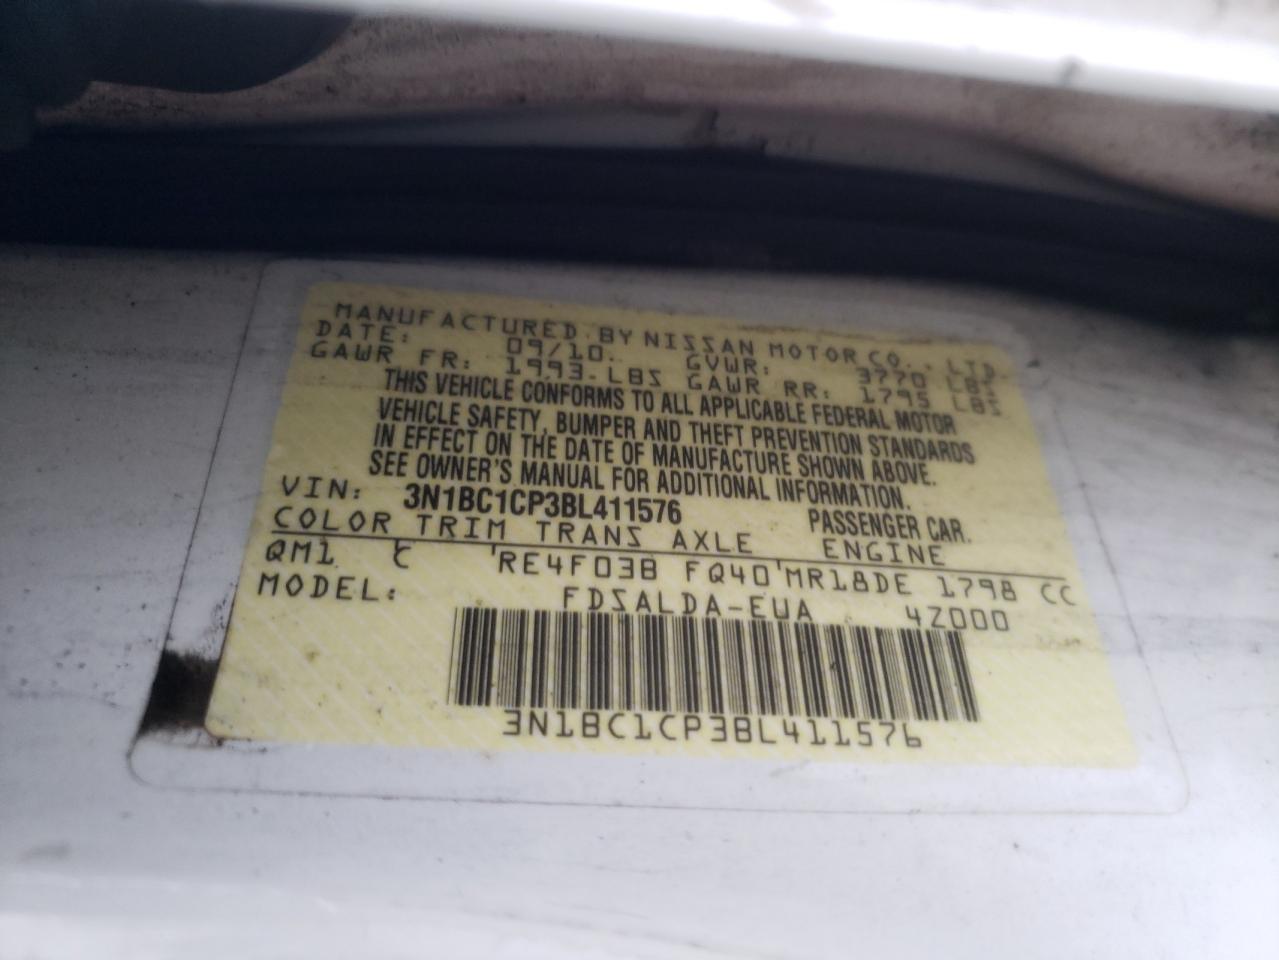 MANUFACTURED BY NISSAN MOTOR CO., LTD
DATE: 09/10 GVWR: 3770 LBS
GAWR FR: 1993 LBS GAWR RR: 1795 LBS
THIS VEHICLE CONFORMS TO ALL APPLICABLE FEDERAL MOTOR
VEHICLE SAFETY, BUMPER AND THEFT PREVENTION STANDARDS
IN EFFECT ON THE DATE OF MANUFACTURE SHOWN ABOVE.
SEE OWNER'S MANUAL FOR ADDITIONAL INFORMATION.
VIN: 3N1BC1CP3BL411576 PASSENGER CAR.
COLOR TRIM TRANS AXLE ENGINE
QM1 C RE4F03B FQ40 MR18DE 1798 CC
MODEL: FDSALDA-EUA 4Z000
3N1BC1CP3BL411576